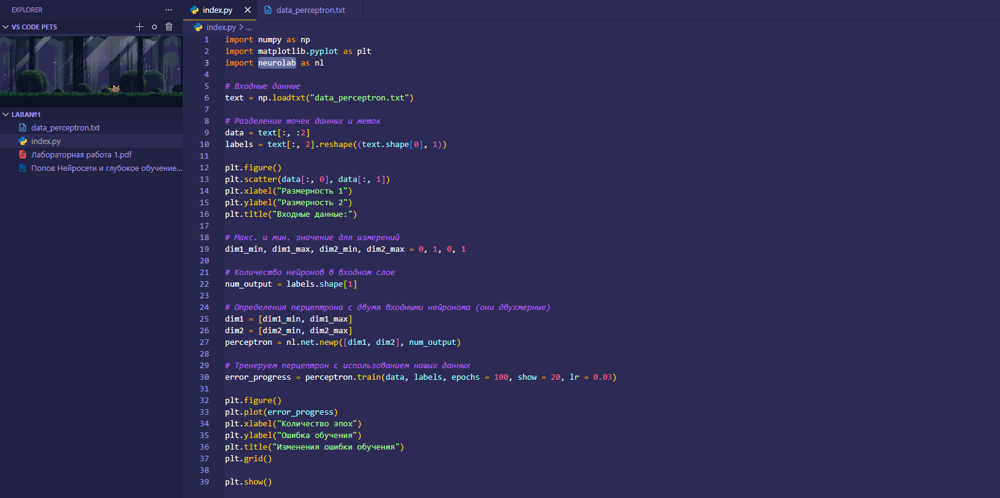 EXPLORER
VS CODE PETS
LABAN№1
data_perceptron.txt
index.py
Лабораторная работа 1.pdf
Попов Нейросети и глубокое обучение...
index.py
data_perceptron.txt
index.py > ...
1 import numpy as np
2 import matplotlib.pyplot as plt
3 import neurolab as nl
4
5 # Входные данные
6 text = np.loadtxt("data_perceptron.txt")
7
8 # Разделение точек данных и меток
9 data = text[:, :2]
10 labels = text[:, 2].reshape((text.shape[0], 1))
11
12 plt.figure()
13 plt.scatter(data[:, 0], data[:, 1])
14 plt.xlabel("Размерность 1")
15 plt.ylabel("Размерность 2")
16 plt.title("Входные данные:")
17
18 # Макс. и мин. значение для измерений
19 dim1_min, dim1_max, dim2_min, dim2_max = 0, 1, 0, 1
20
21 # Количество нейронов в входном слое
22 num_output = labels.shape[1]
23
24 # Определения перцептрона с двумя входными нейронома (они двухмерные)
25 dim1 = [dim1_min, dim1_max]
26 dim2 = [dim2_min, dim2_max]
27 perceptron = nl.net.newp([dim1, dim2], num_output)
28
29 # Тренеруем перцептрон с использованием наших данных
30 error_progress = perceptron.train(data, labels, epochs = 100, show = 20, lr = 0.03)
31
32 plt.figure()
33 plt.plot(error_progress)
34 plt.xlabel("Количество эпох")
35 plt.ylabel("Ошибка обучения")
36 plt.title("Изменения ошибки обучения")
37 plt.grid()
38
39 plt.show()